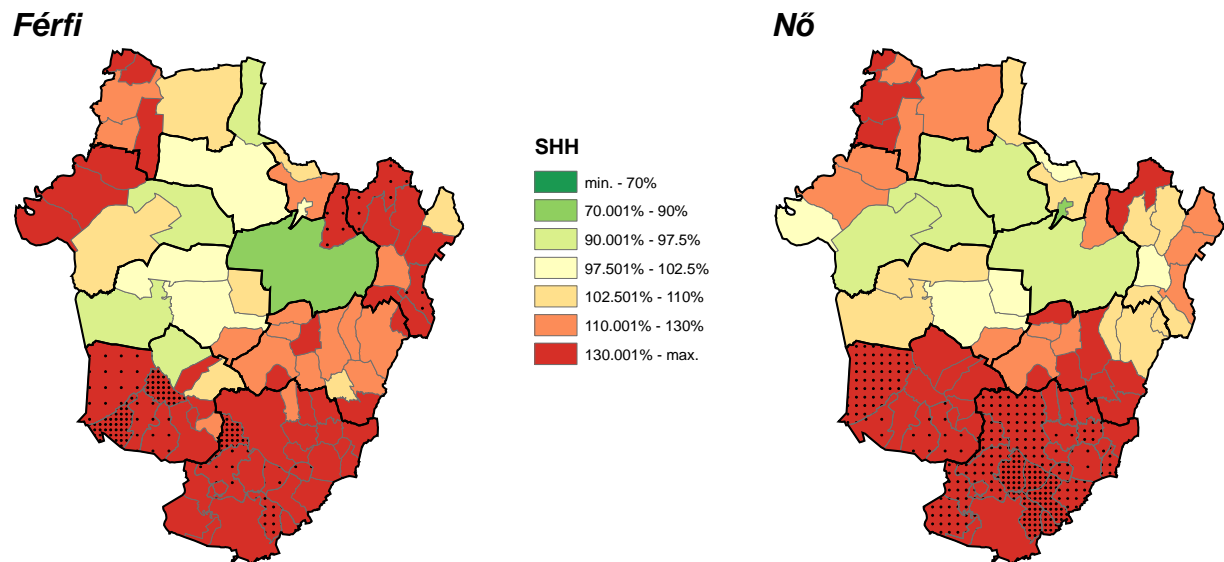 Férfi
Nő
SHH
min. - 70%
70.001% - 90%
90.001% - 97.5%
97.501% - 102.5%
102.501% - 110%
110.001% - 130%
130.001% - max.